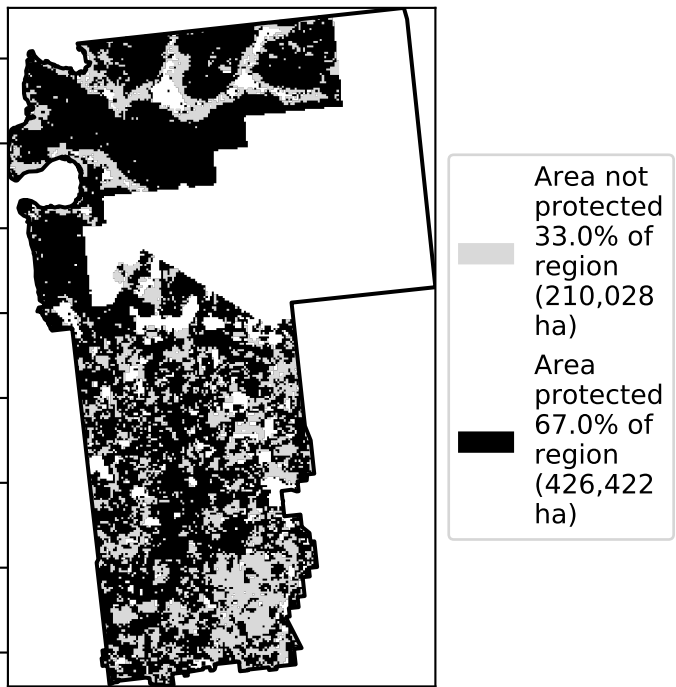 Area not
protected
33.0% of
region
(210,028
ha)
Area
protected
67.0% of
region
(426,422
ha)